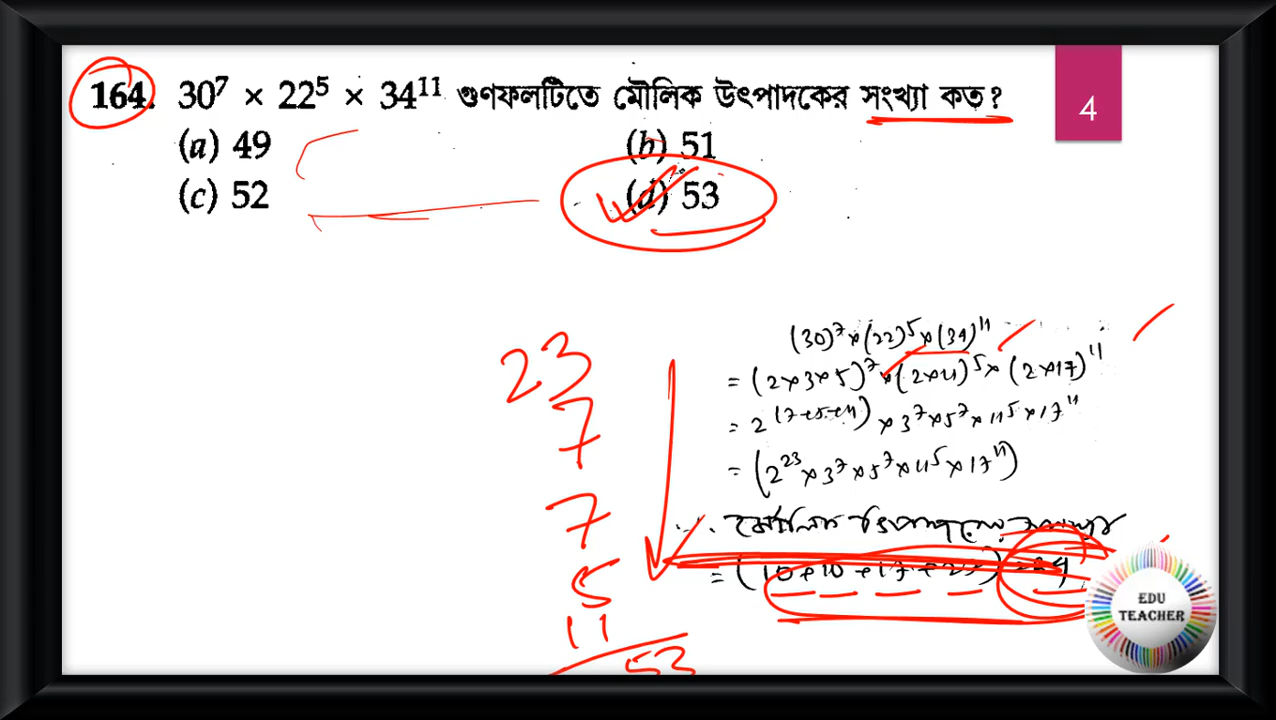 164. 30⁷ × 22⁵ × 34¹¹ গুণফলটিতে মৌলিক উৎপাদকের সংখ্যা কত?
4
(a) 49 (b) 51
(c) 52 (d) 53
(30)⁷ × (22)⁵ × (34)¹¹
= (2×3×5)⁷ × (2×11)⁵ × (2×17)¹¹
= 2^(7+5+11) × 3⁷ × 5⁷ × 11⁵ × 17¹¹
= (2²³ × 3⁷ × 5⁷ × 11⁵ × 17¹¹)
23
7
7
5
11
53
∴ মৌলিক
EDU
TEACHER